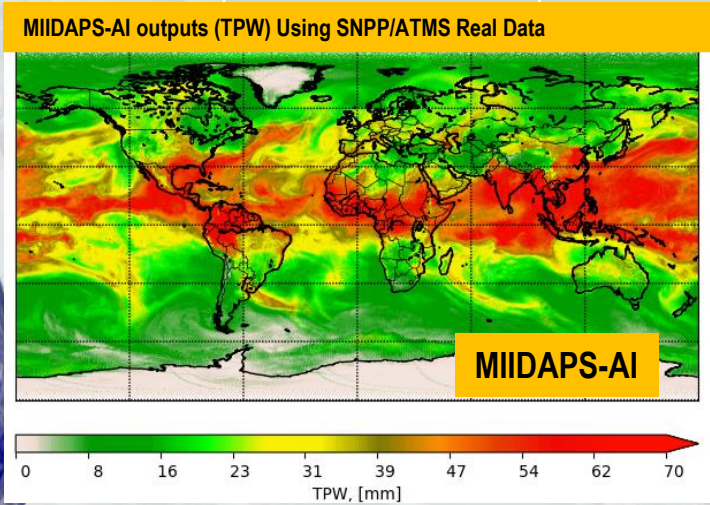 MIIDAPS-AI outputs (TPW) Using SNPP/ATMS Real Data
MIIDAPS-AI
0 8 16 23 31 39 47 54 62 70
TPW, [mm]